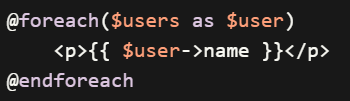 @foreach($users as $user)
    <p>{{ $user->name }}</p>
@endforeach